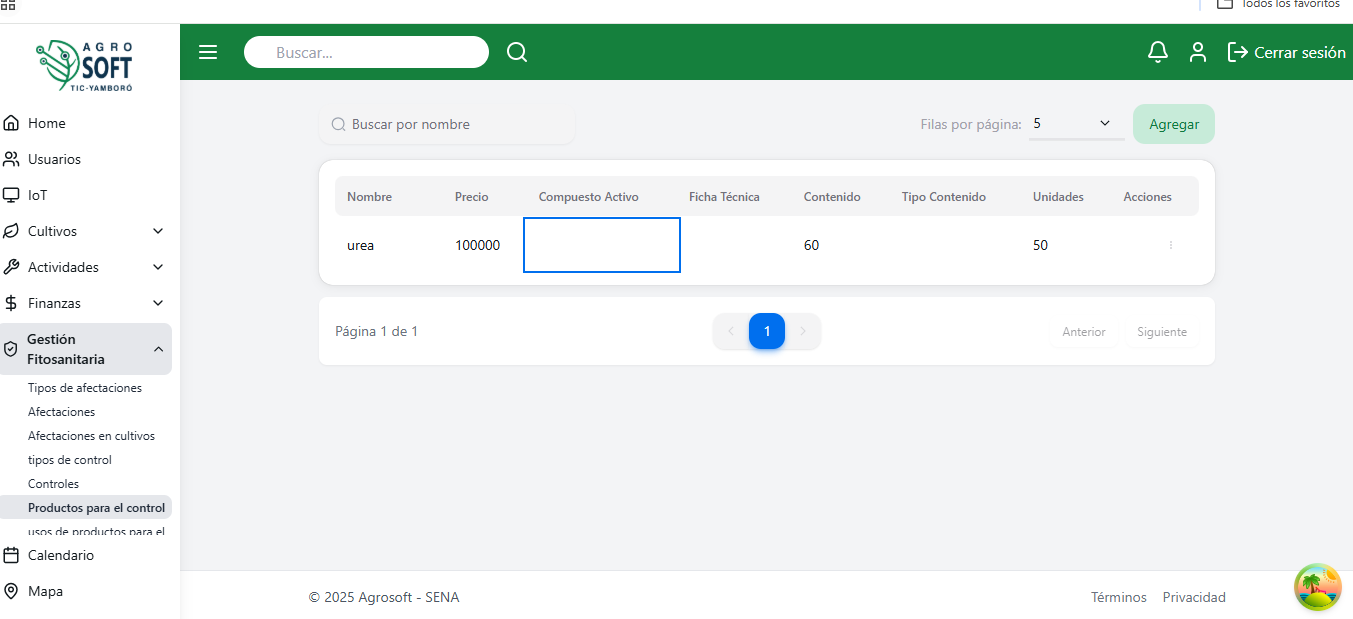 Todos los favoritos
AGRO
SOFT
TIC-YAMBORÓ
Buscar...
Cerrar sesión
Home
Usuarios
IoT
Cultivos
Actividades
Finanzas
Gestión
Fitosanitaria
Tipos de afectaciones
Afectaciones
Afectaciones en cultivos
tipos de control
Controles
Productos para el control
usos de productos para el
Calendario
Mapa
Buscar por nombre
Filas por página: 5
Agregar
Nombre Precio Compuesto Activo Ficha Técnica Contenido Tipo Contenido Unidades Acciones
urea 100000 60 50
Página 1 de 1
1
Anterior Siguiente
© 2025 Agrosoft - SENA
Términos Privacidad